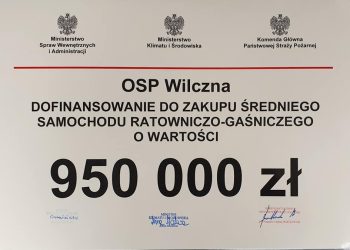 Ministerstwo
Spraw Wewnętrznych
i Administracji
Ministerstwo
Klimatu i Środowiska
Komenda Główna
Państwowej Straży Pożarnej
OSP Wilczna
DOFINANSOWANIE DO ZAKUPU ŚREDNIEGO
SAMOCHODU RATOWNICZO-GAŚNICZEGO
O WARTOŚCI
950 000 zł